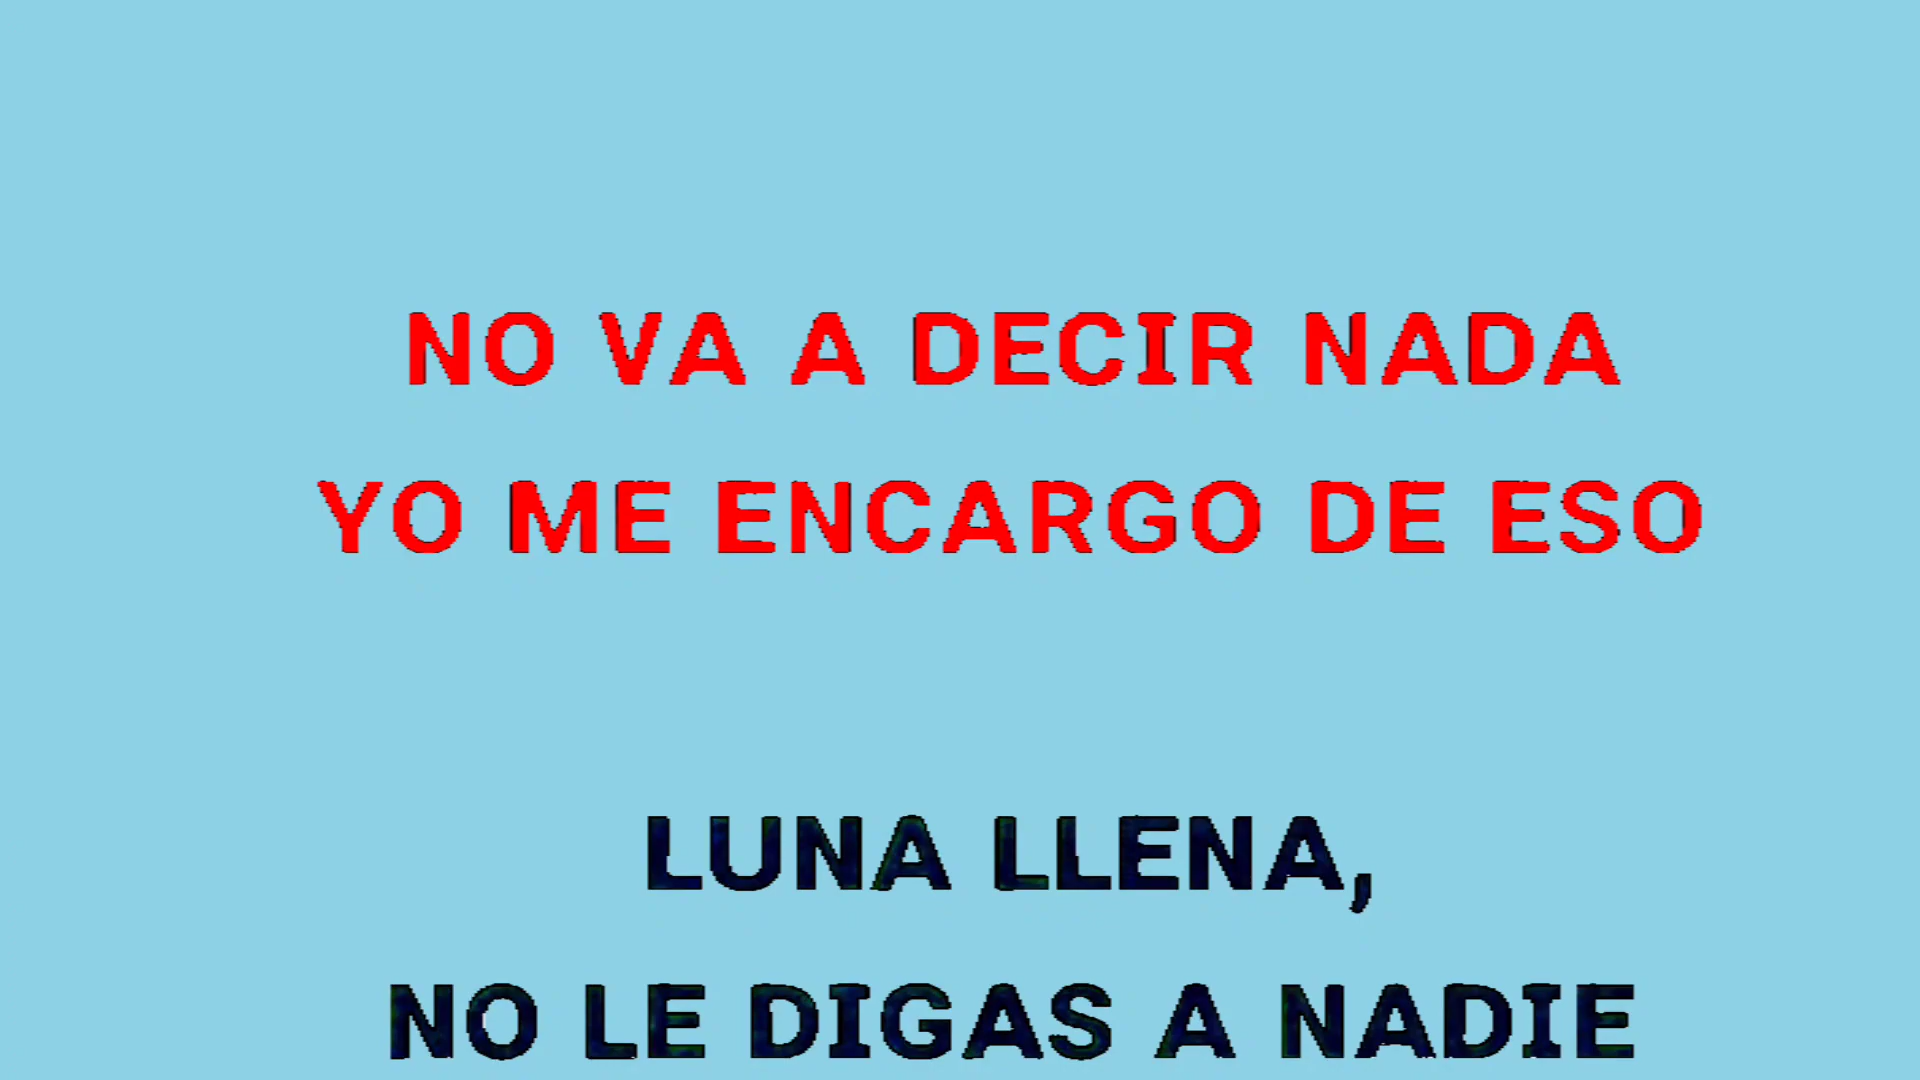 NO VA A DECIR NADA
YO ME ENCARGO DE ESO
LUNA LLENA,
NO LE DIGAS A NADIE